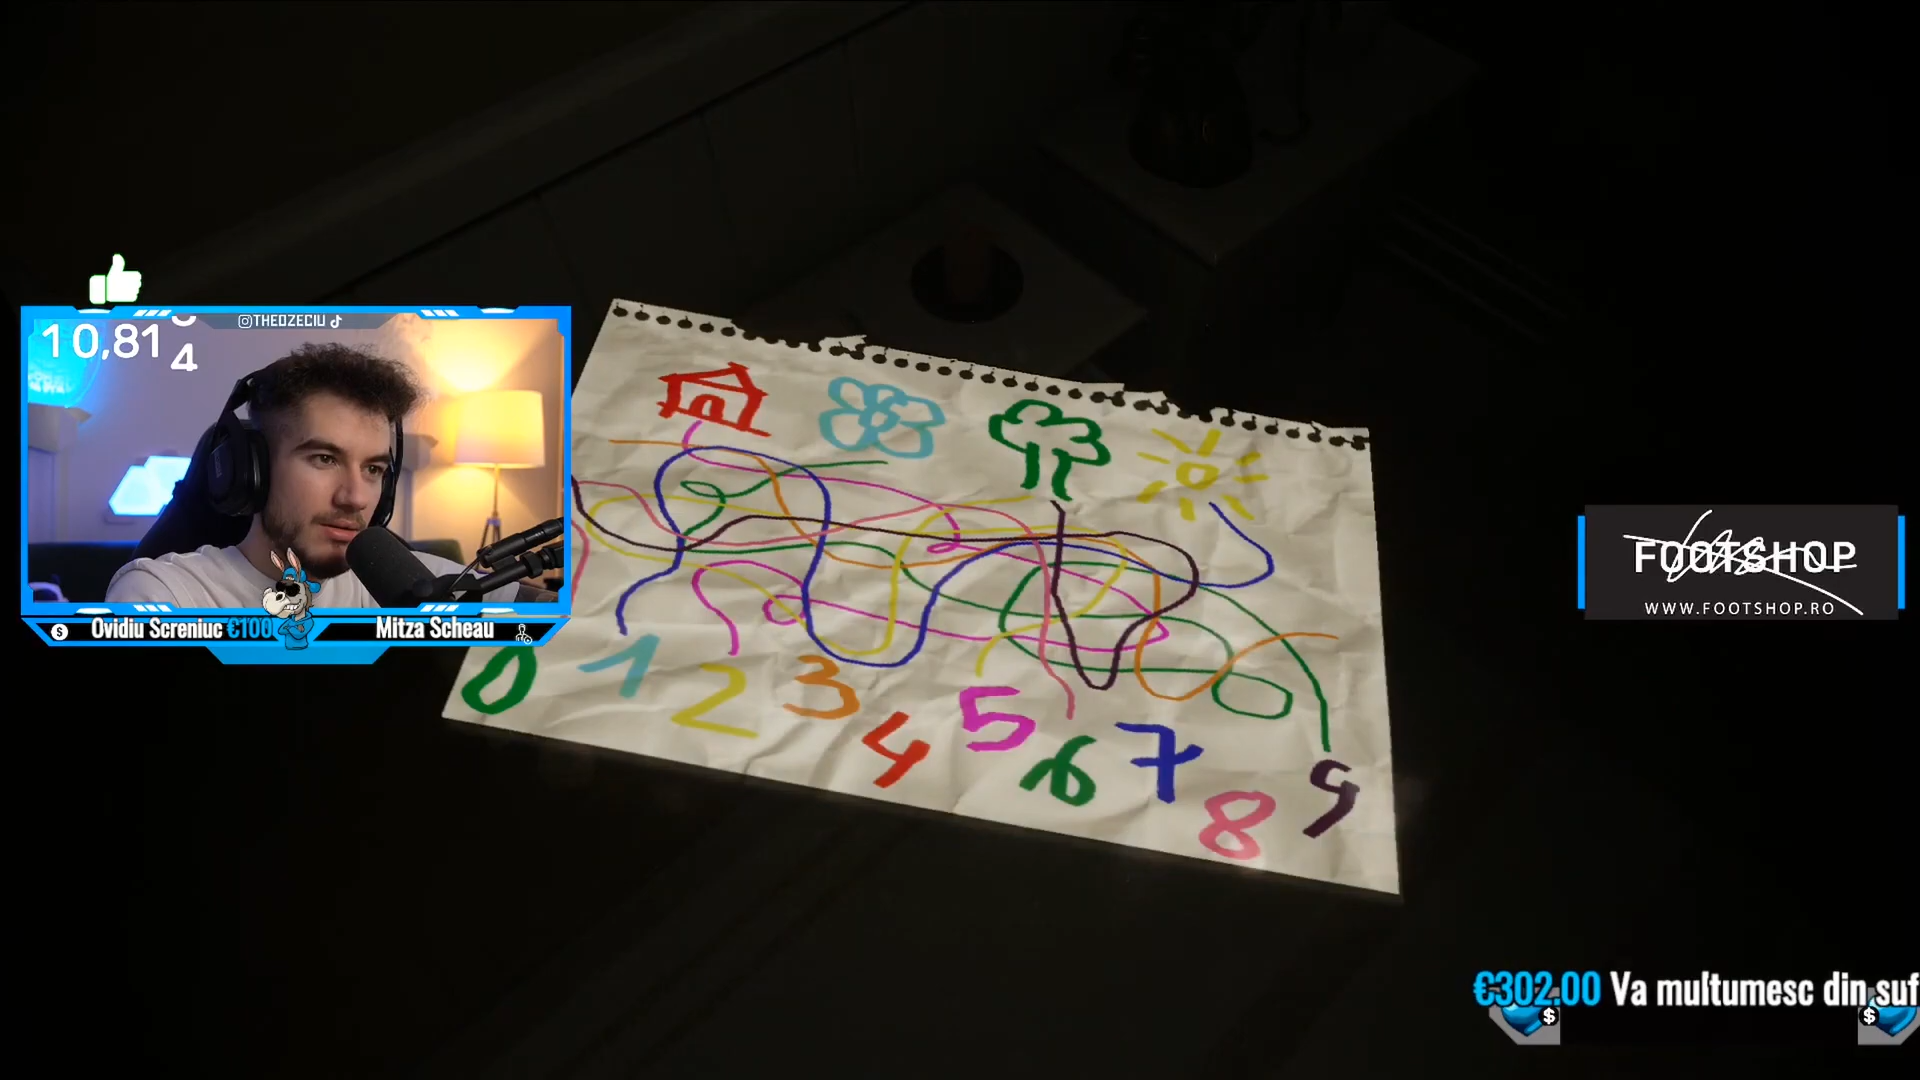 10,81
4
THEOZECIU
Ovidiu Screniuc €100
Mitza Scheau
0 1 2 3 4 5 6 7 8 9
FOOTSHOP
WWW.FOOTSHOP.RO
€302.00 Va multumesc din suf